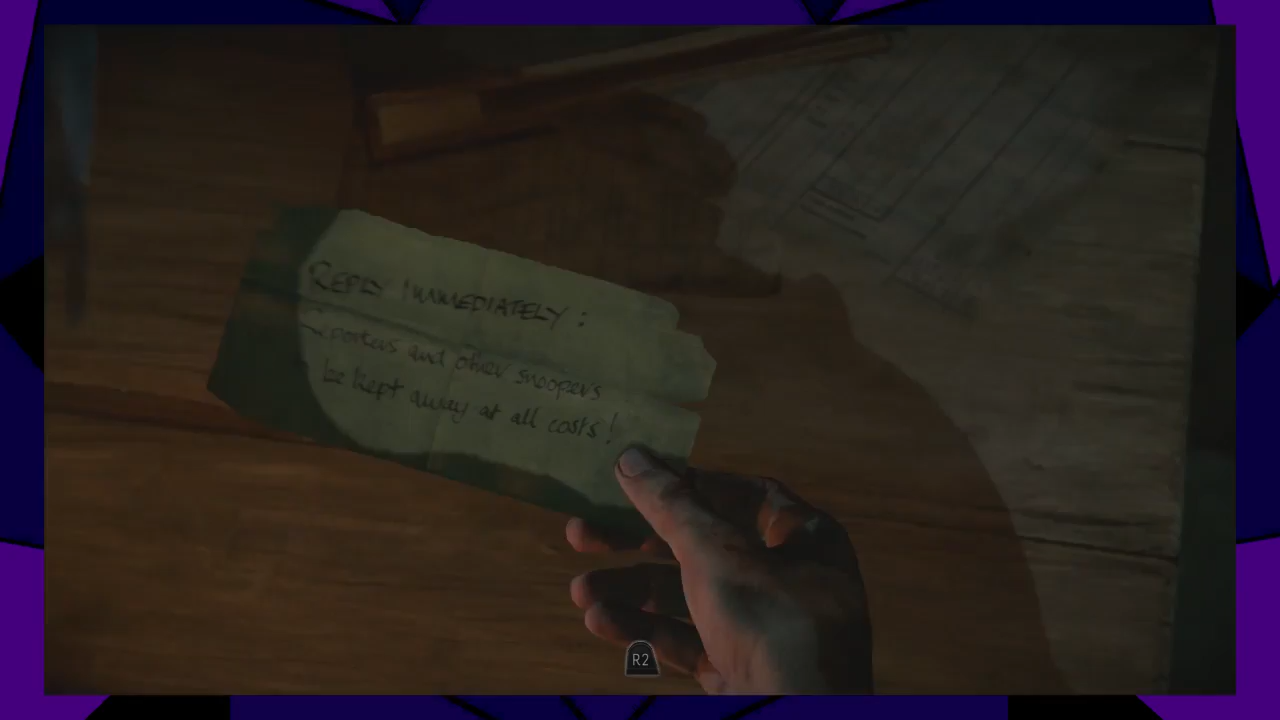 REPLY IMMEDIATELY :
Reporters and other snoopers
be kept away at all costs!
R2